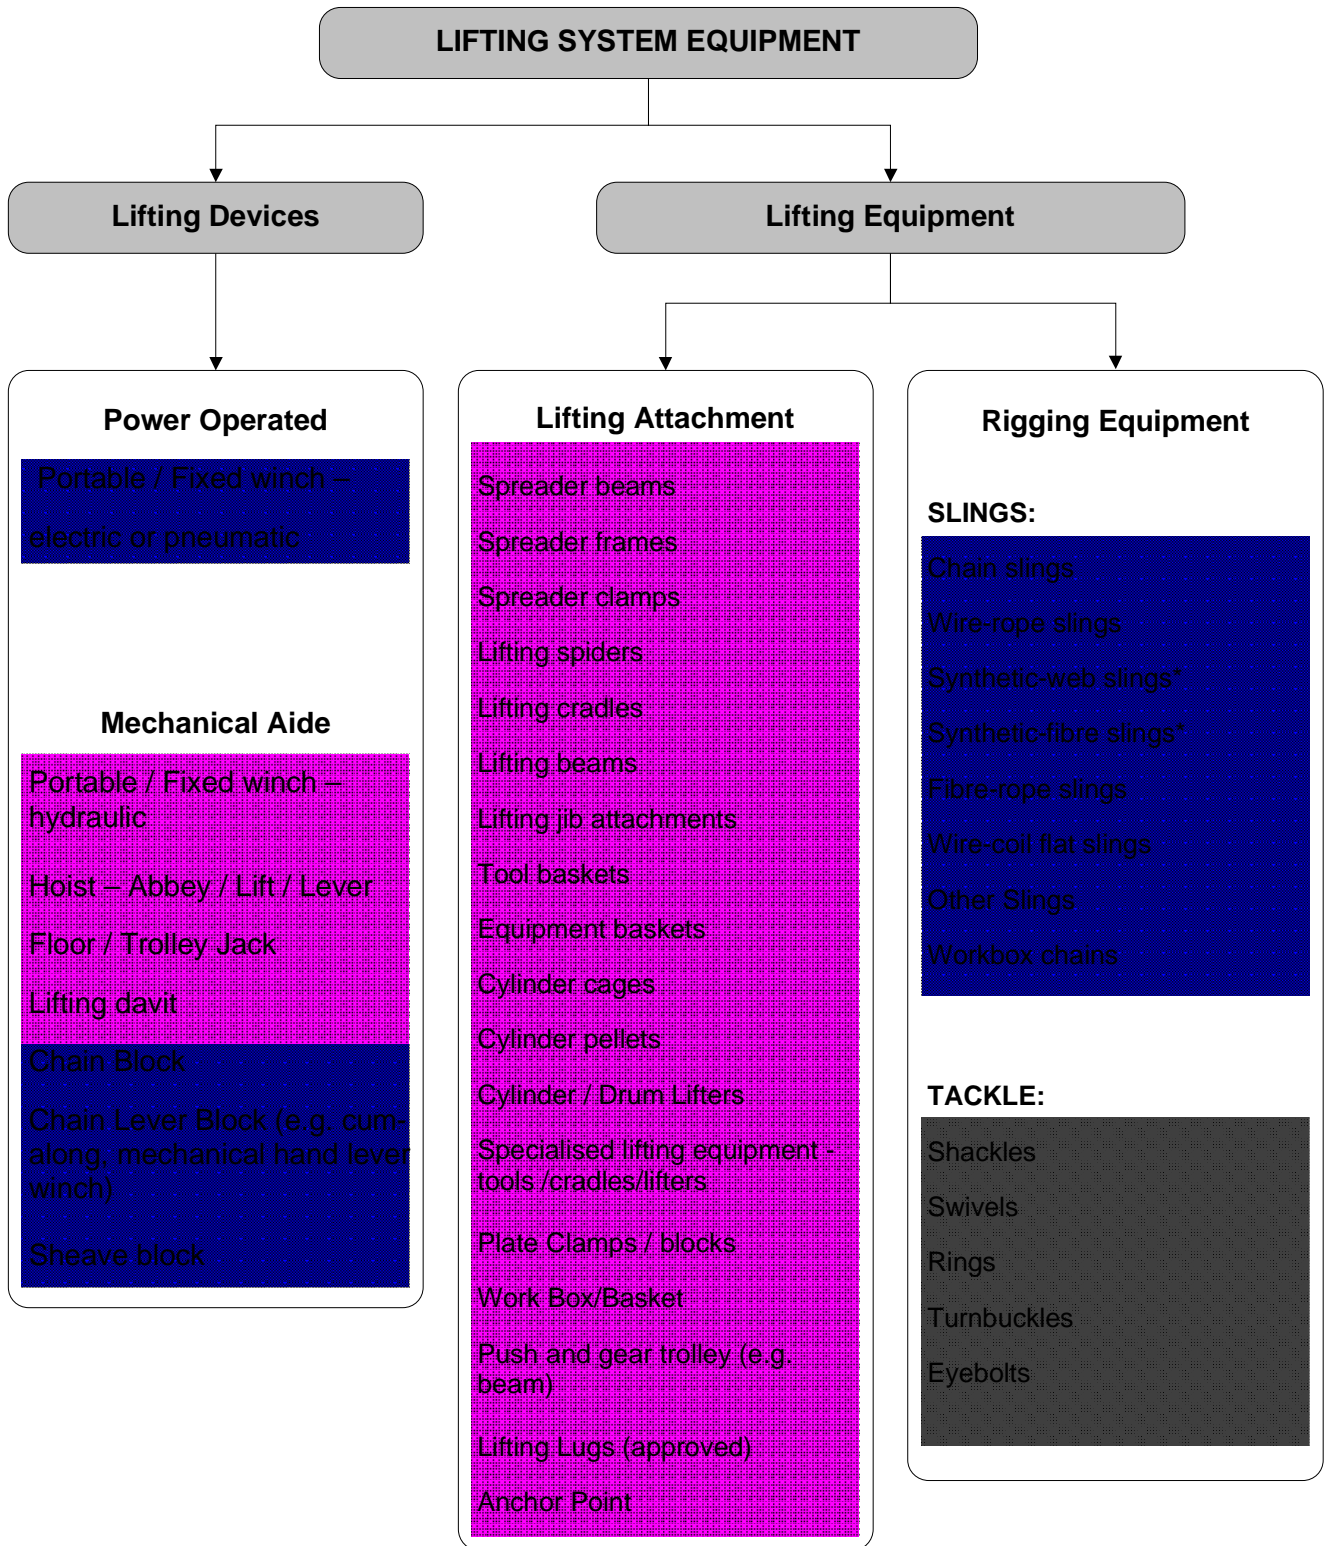 LIFTING SYSTEM EQUIPMENT
Lifting Devices
Lifting Equipment
Power Operated
Portable / Fixed winch –
electric or pneumatic
Mechanical Aide
Portable / Fixed winch –
hydraulic
Hoist – Abbey / Lift / Lever
Floor / Trolley Jack
Lifting davit
Chain Block
Chain Lever Block (e.g. cum-
along, mechanical hand lever
winch)
Sheave block
Lifting Attachment
Spreader beams
Spreader frames
Spreader clamps
Lifting spiders
Lifting cradles
Lifting beams
Lifting jib attachments
Tool baskets
Equipment baskets
Cylinder cages
Cylinder pellets
Cylinder / Drum Lifters
Specialised lifting equipment -
tools /cradles/lifters
Plate Clamps / blocks
Work Box/Basket
Push and gear trolley (e.g.
beam)
Lifting Lugs (approved)
Anchor Point
Rigging Equipment
SLINGS:
Chain slings
Wire-rope slings
Synthetic-web slings*
Synthetic-fibre slings*
Fibre-rope slings
Wire-coil flat slings
Other Slings
Workbox chains
TACKLE:
Shackles
Swivels
Rings
Turnbuckles
Eyebolts